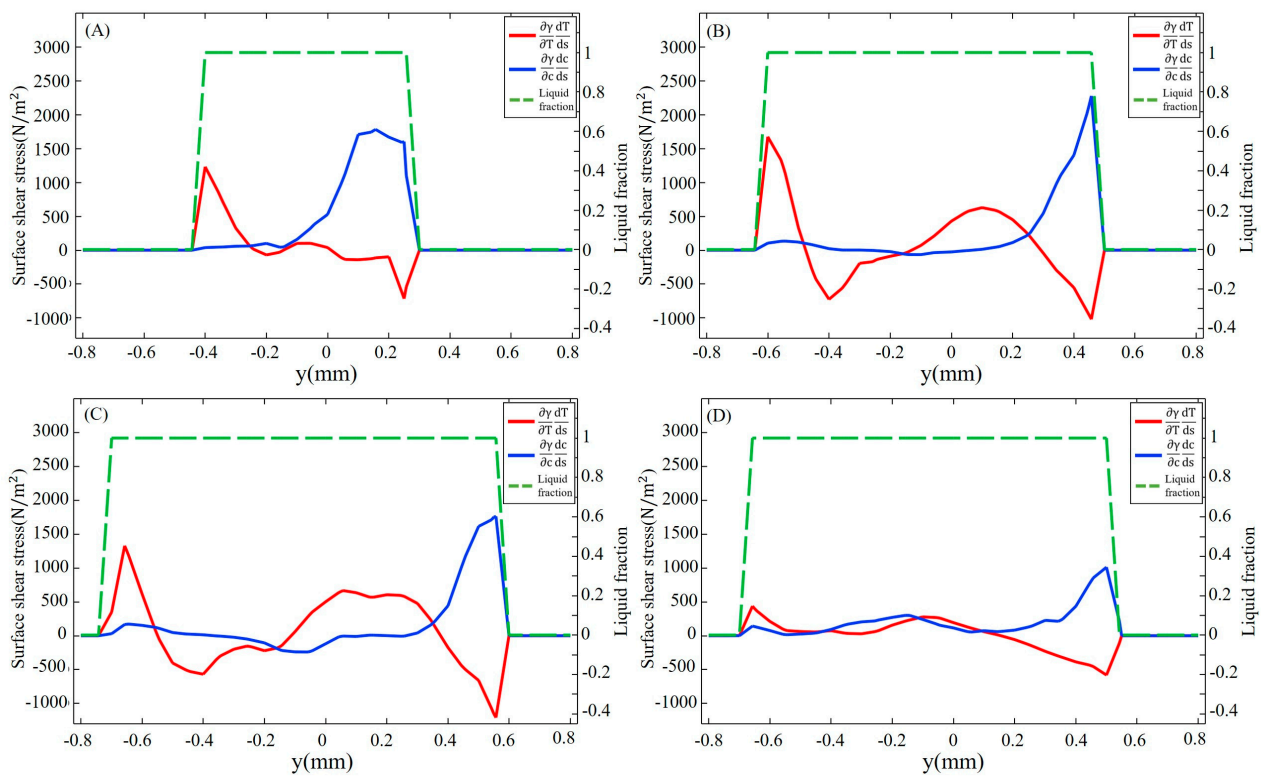 (A)
∂γ dT
∂T ds
∂γ dc
∂c ds
Liquid
fraction
3000
2500
2000
1500
1000
500
0
-500
-1000
Surface shear stress(N/m²)
1
0.8
0.6
0.4
0.2
0
-0.2
-0.4
Liquid fraction
-0.8 -0.6 -0.4 -0.2 0 0.2 0.4 0.6 0.8
y(mm)
(B)
∂γ dT
∂T ds
∂γ dc
∂c ds
Liquid
fraction
3000
2500
2000
1500
1000
500
0
-500
-1000
Surface shear stress(N/m²)
1
0.8
0.6
0.4
0.2
0
-0.2
-0.4
Liquid fraction
-0.8 -0.6 -0.4 -0.2 0 0.2 0.4 0.6 0.8
y(mm)
(C)
∂γ dT
∂T ds
∂γ dc
∂c ds
Liquid
fraction
3000
2500
2000
1500
1000
500
0
-500
-1000
Surface shear stress(N/m²)
1
0.8
0.6
0.4
0.2
0
-0.2
-0.4
Liquid fraction
-0.8 -0.6 -0.4 -0.2 0 0.2 0.4 0.6 0.8
y(mm)
(D)
∂γ dT
∂T ds
∂γ dc
∂c ds
Liquid
fraction
3000
2500
2000
1500
1000
500
0
-500
-1000
Surface shear stress(N/m²)
1
0.8
0.6
0.4
0.2
0
-0.2
-0.4
Liquid fraction
-0.8 -0.6 -0.4 -0.2 0 0.2 0.4 0.6 0.8
y(mm)